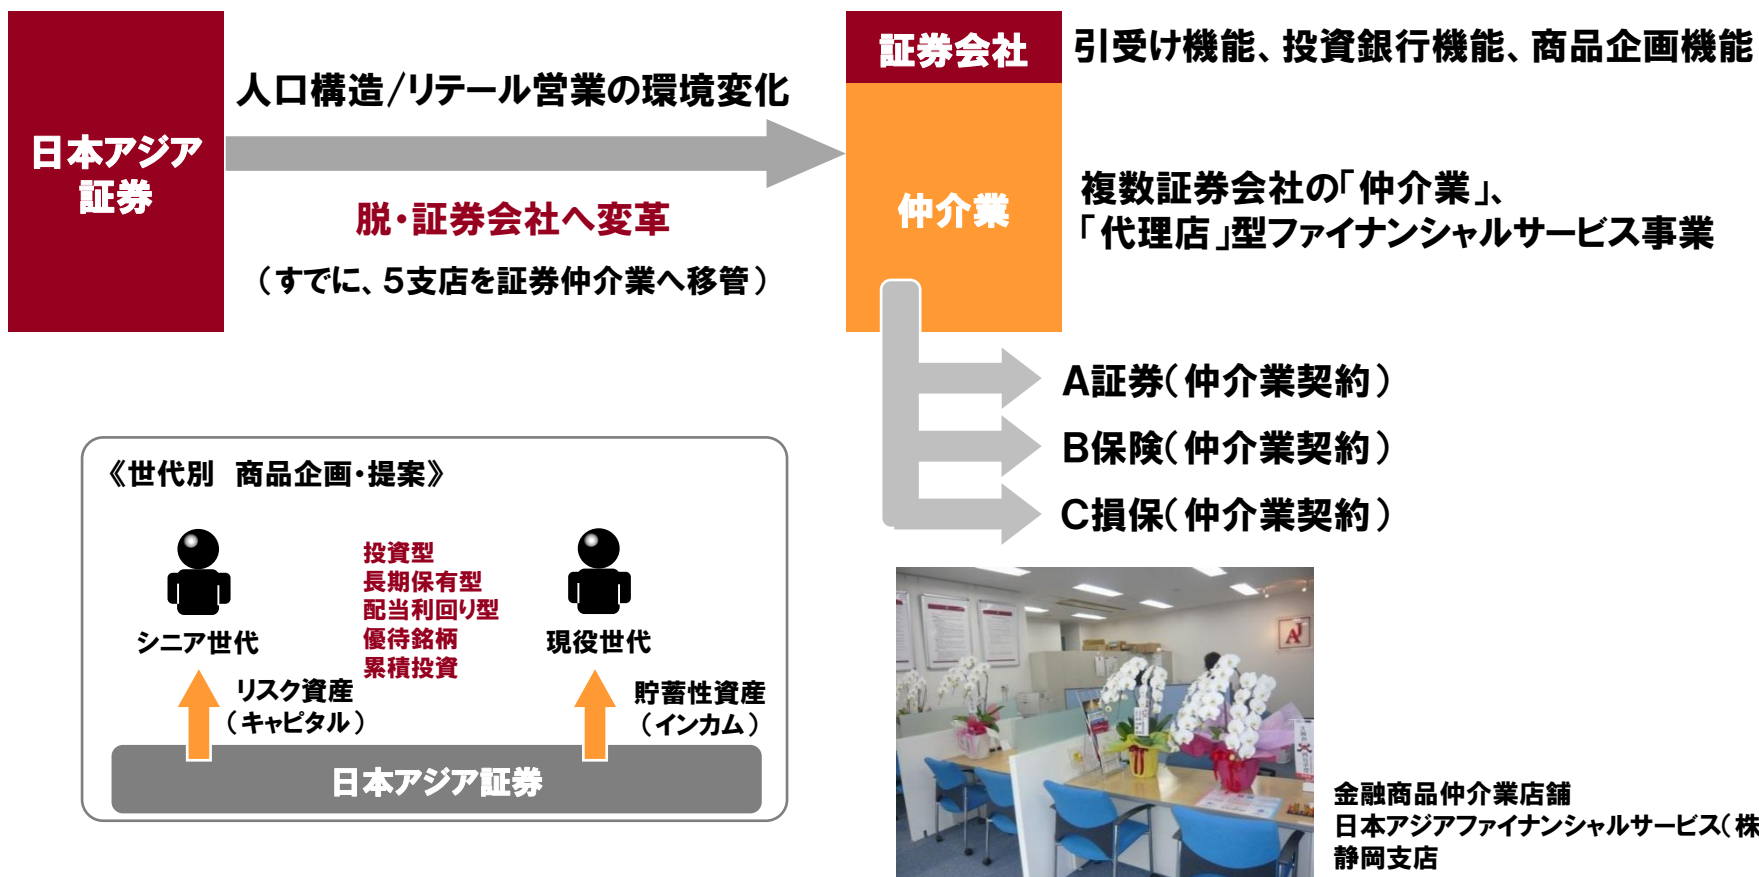 日本アジア
証券
人口構造/リテール営業の環境変化
脱・証券会社へ変革
(すでに、5支店を証券仲介業へ移管)
証券会社
引受け機能、投資銀行機能、商品企画機能
仲介業
複数証券会社の「仲介業」、
「代理店」型ファイナンシャルサービス事業
A証券(仲介業契約)
B保険(仲介業契約)
C損保(仲介業契約)
《世代別 商品企画・提案》
シニア世代
投資型
長期保有型
配当利回り型
優待銘柄
累積投資
現役世代
リスク資産
(キャピタル)
貯蓄性資産
(インカム)
日本アジア証券
AJ
金融商品仲介業店舗
日本アジアファイナンシャルサービス(株
静岡支店